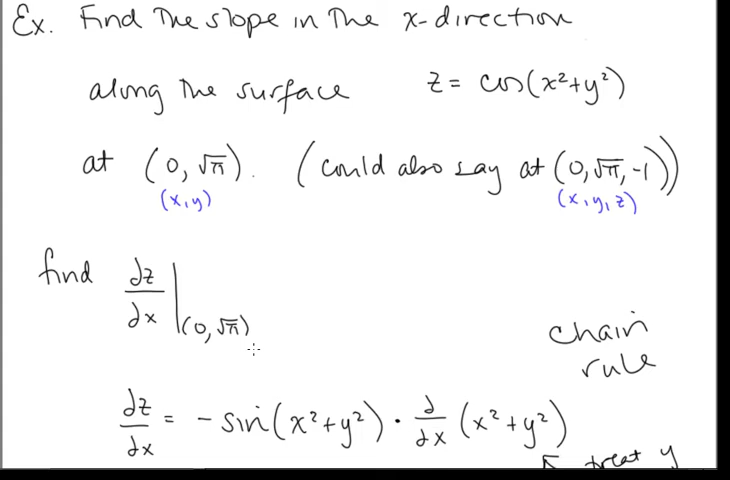 Ex. Find the slope in the x-direction
along the surface z = cos(x²+y²)
at (0, √π). (could also say at (0, √π, -1))
(x,y) (x,y,z)
find ∂z/∂x |(0, √π)
chain
rule
∂z/∂x = - sin(x²+y²) · ∂/∂x (x²+y²)
↖ treat y